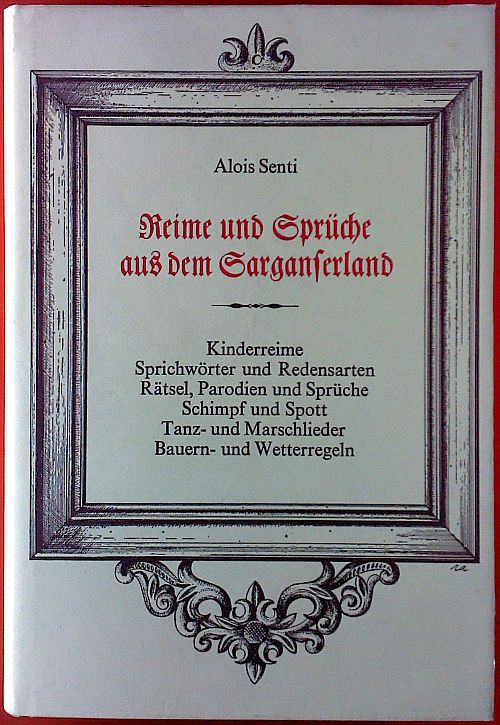 Alois Senti
Reime und Sprüche
aus dem Sarganserland
Kinderreime
Sprichwörter und Redensarten
Rätsel, Parodien und Sprüche
Schimpf und Spott
Tanz- und Marschlieder
Bauern- und Wetterregeln